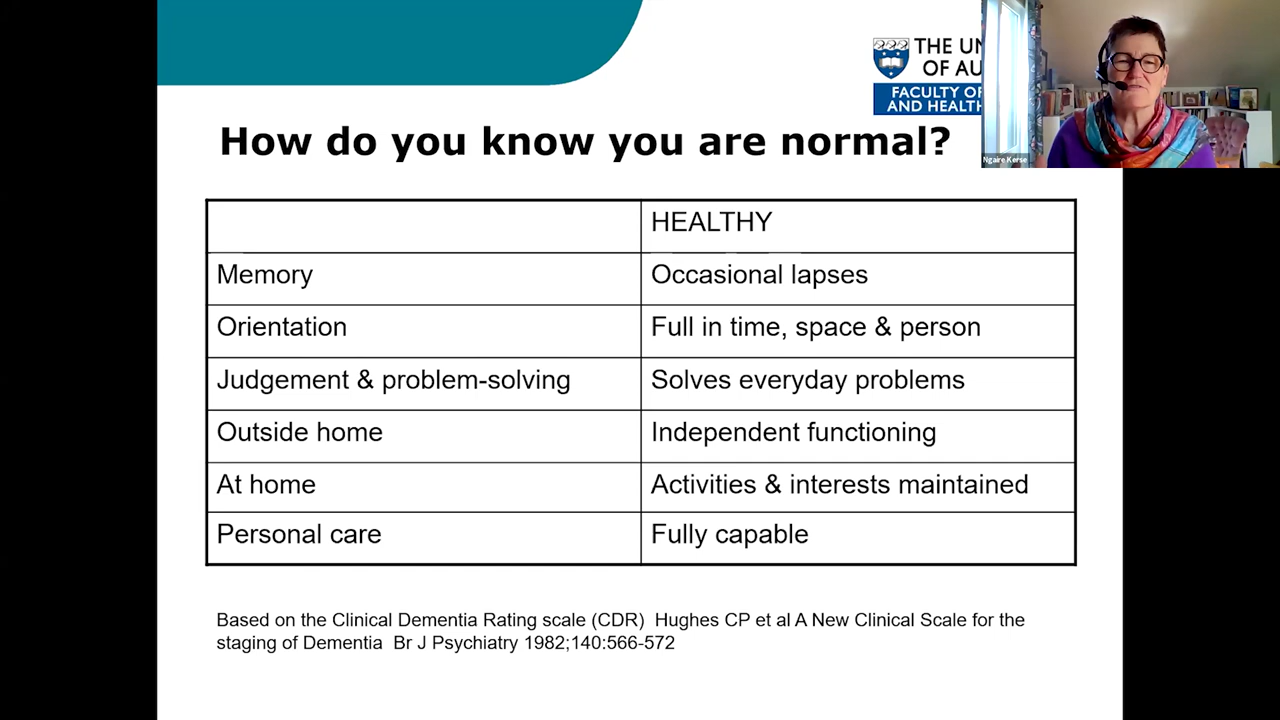 THE UN
OF AU
FACULTY OF
AND HEALTH
Ngaire Kerse
How do you know you are normal?
HEALTHY
Memory Occasional lapses
Orientation Full in time, space & person
Judgement & problem-solving Solves everyday problems
Outside home Independent functioning
At home Activities & interests maintained
Personal care Fully capable
Based on the Clinical Dementia Rating scale (CDR) Hughes CP et al A New Clinical Scale for the
staging of Dementia Br J Psychiatry 1982;140:566-572